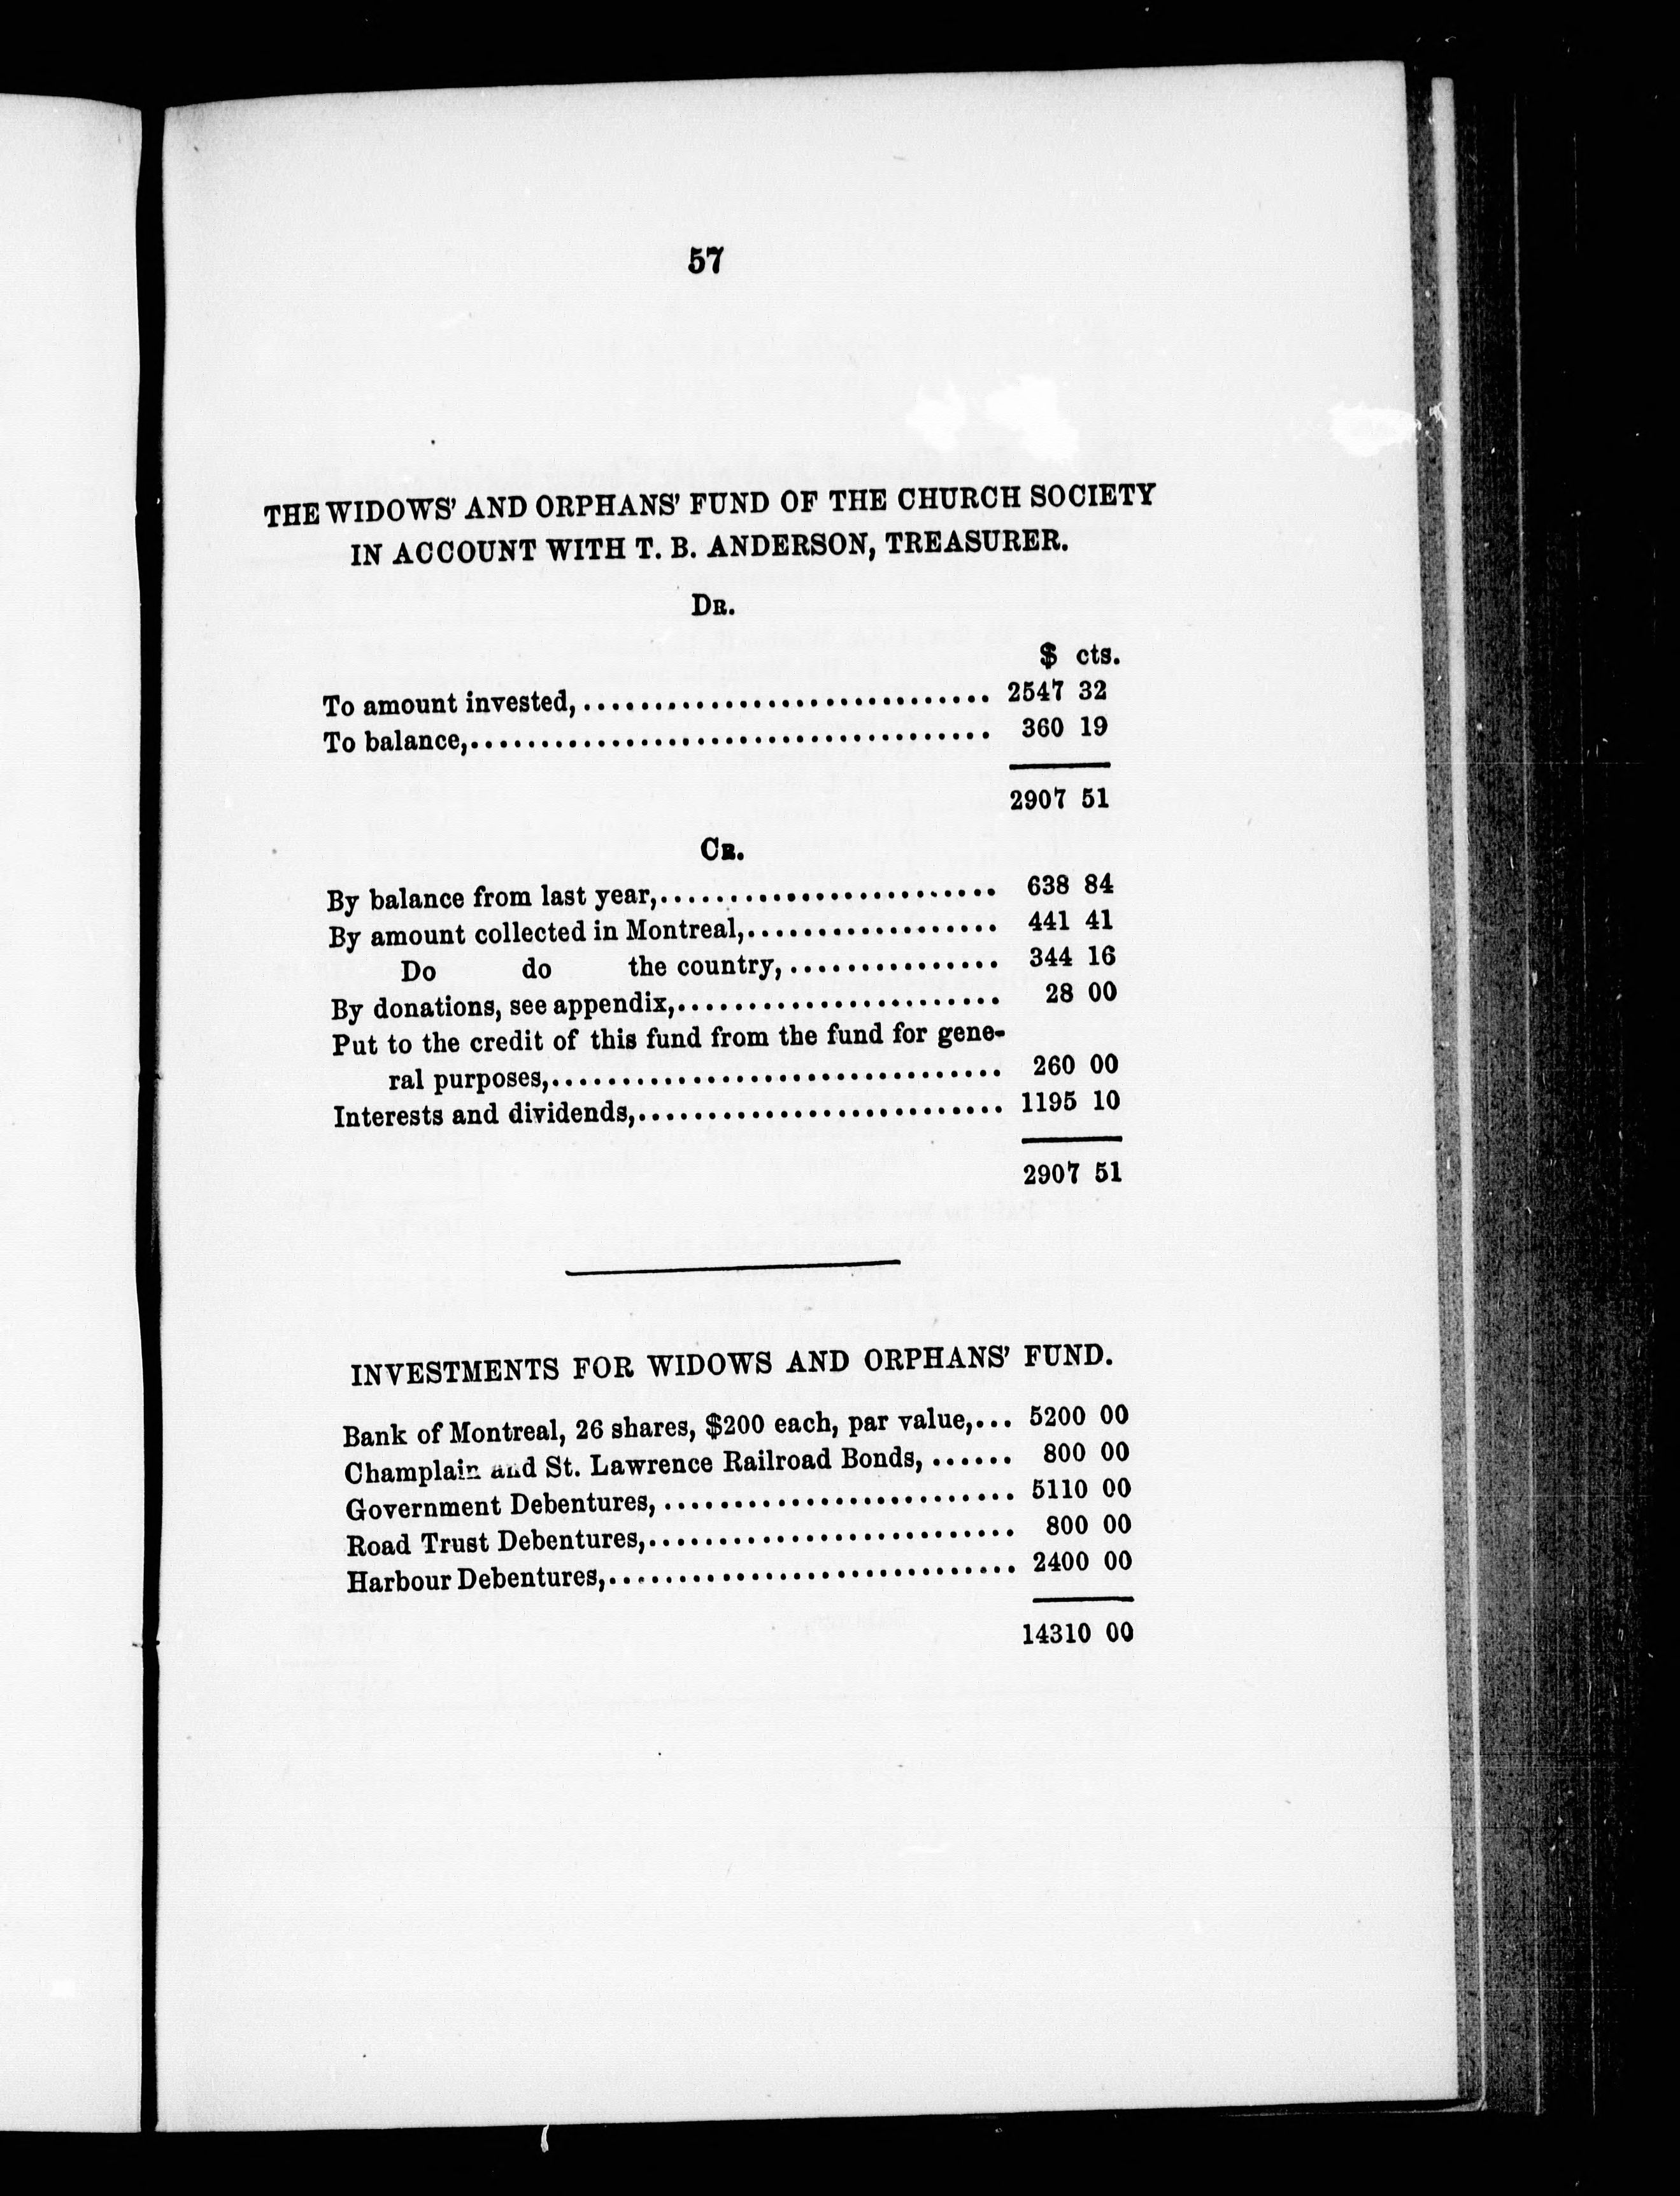 57
THE WIDOWS' AND ORPHANS' FUND OF THE CHURCH SOCIETY
IN ACCOUNT WITH T. B. ANDERSON, TREASURER.
DR.
$ cts.
To amount invested,............................. 2547 32
To balance,..................................... 360 19
2907 51
CR.
By balance from last year,........................ 638 84
By amount collected in Montreal,.................. 441 41
Do do the country,............... 344 16
By donations, see appendix,....................... 28 00
Put to the credit of this fund from the fund for gene-
ral purposes,................................ 260 00
Interests and dividends,.......................... 1195 10
2907 51
INVESTMENTS FOR WIDOWS AND ORPHANS' FUND.
Bank of Montreal, 26 shares, $200 each, par value,... 5200 00
Champlain and St. Lawrence Railroad Bonds,...... 800 00
Government Debentures,......................... 5110 00
Road Trust Debentures,.......................... 800 00
Harbour Debentures,............................. 2400 00
14310 00